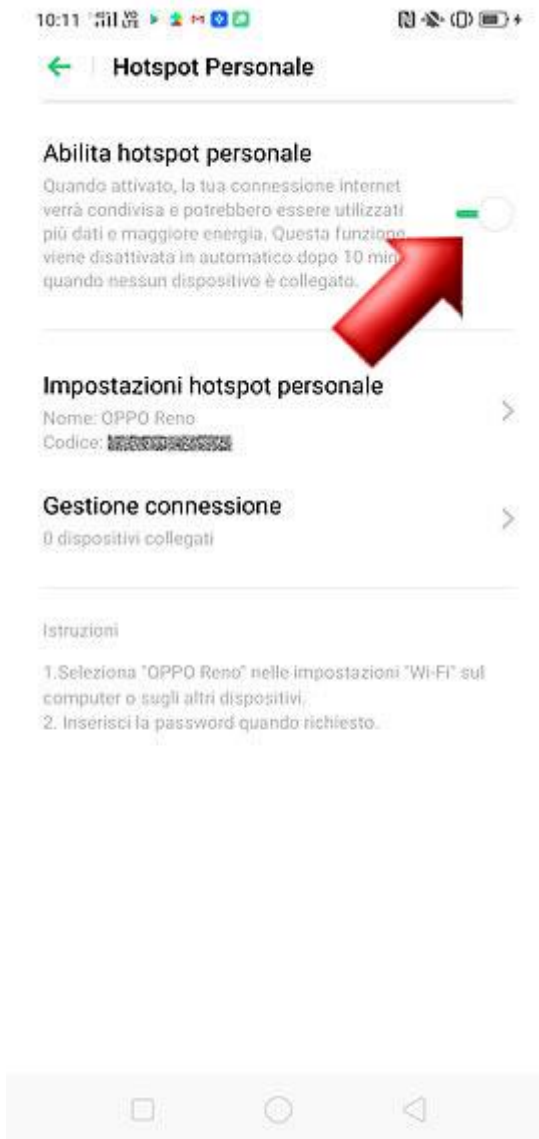 10:11
Hotspot Personale
Abilita hotspot personale
Quando attivato, la tua connessione internet
verrà condivisa e potrebbero essere utilizzati
più dati e maggiore energia. Questa funzione
viene disattivata in automatico dopo 10 min
quando nessun dispositivo è collegato.
Impostazioni hotspot personale
Nome: OPPO Reno
Codice:
Gestione connessione
0 dispositivi collegati
Istruzioni
1.Seleziona "OPPO Reno" nelle impostazioni "Wi-Fi" sul
computer o sugli altri dispositivi.
2. Inserisci la password quando richiesto.